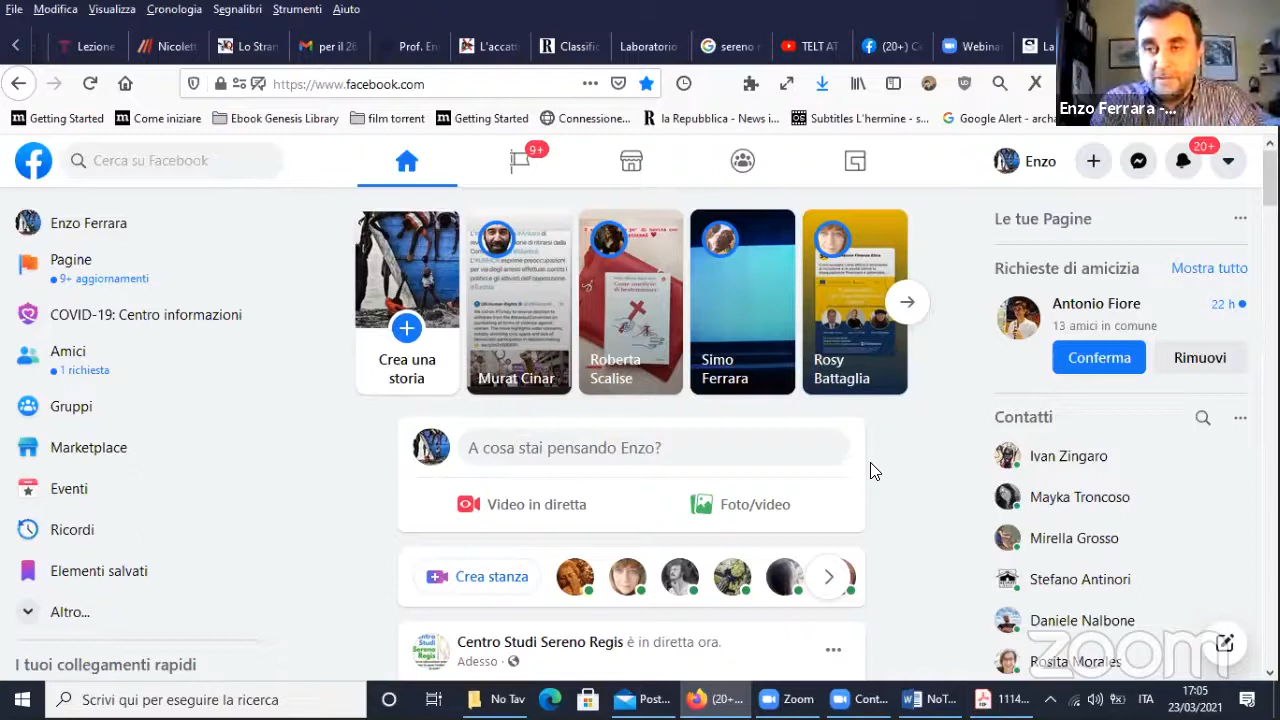 File Modifica Visualizza Cronologia Segnalibri Strumenti Aiuto
Lezione Nicolett Lo Stran per il 26 Prof. En L'accatt Classific Laboratorio sereno r TELT AT (20+) Ce Webina La
https://www.facebook.com
Getting Started Come iniziare Ebook Genesis Library film torrent Getting Started Connessione... la Repubblica - News i... Subtitles L'hermine - s... Google Alert - archa
Enzo Ferrara -...
Cerca su Facebook
9+
Enzo
20+
Enzo Ferrara
Pagine
9+ aggiornamenti
COVID-19: Centro informazioni
Amici
1 richiesta
Gruppi
Marketplace
Eventi
Ricordi
Elementi salvati
Altro...
I tuoi collegamenti rapidi
Crea una storia
Murat Cinar
Roberta Scalise
Simo Ferrara
Rosy Battaglia
A cosa stai pensando Enzo?
Video in diretta
Foto/video
Crea stanza
Centro Studi Sereno Regis è in diretta ora.
Adesso
Le tue Pagine
Richieste di amicizia Mostra tutto
Antonio Fiore 22 h
13 amici in comune
Conferma Rimuovi
Contatti
Ivan Zingaro
Mayka Troncoso
Mirella Grosso
Stefano Antinori
Daniele Nalbone
Rosita Morales
zoom
Scrivi qui per eseguire la ricerca
No Tav Post... (20+... Zoom Cont... NoT... 1114... ITA
17:05
23/03/2021